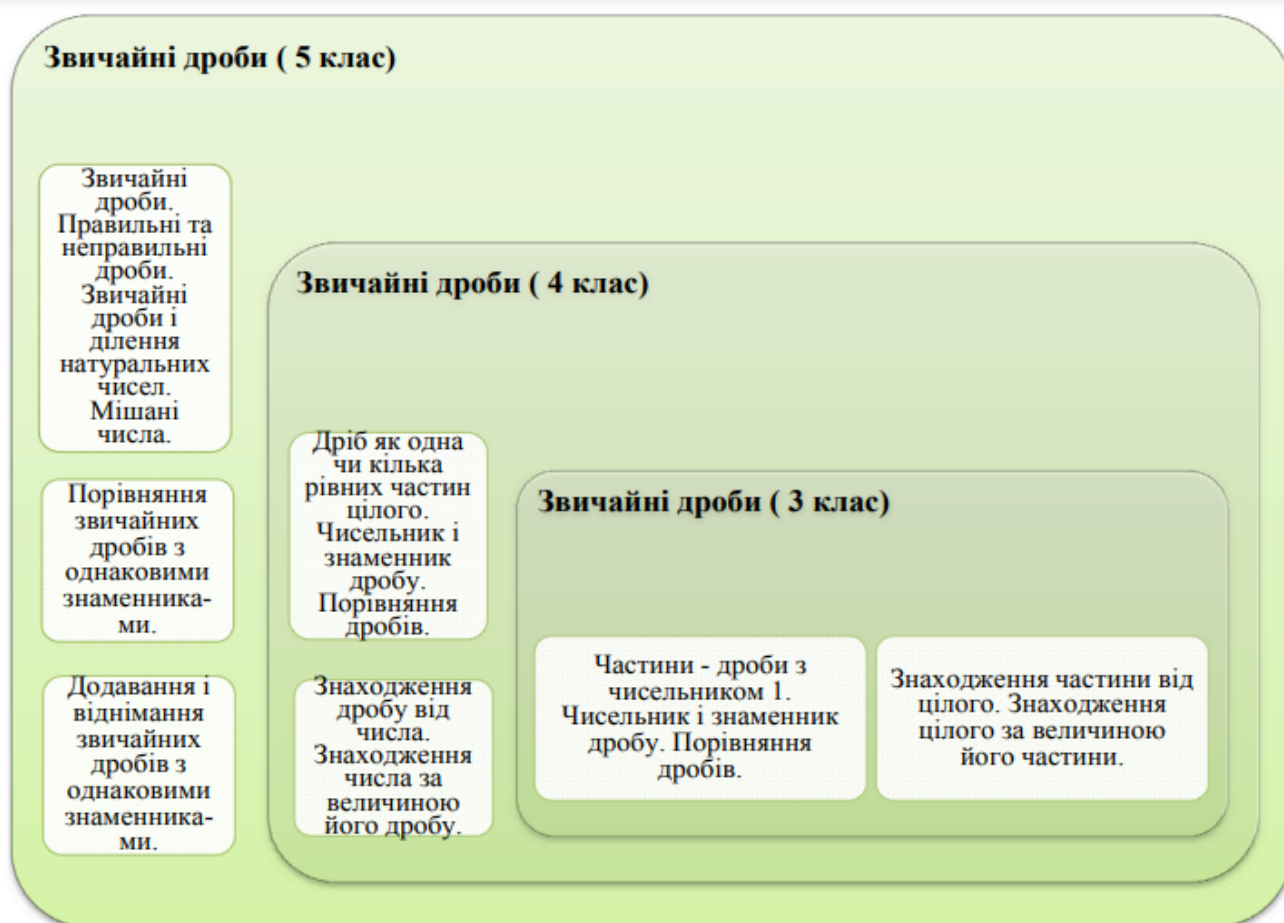 Звичайні дроби ( 5 клас)
Звичайні
дроби.
Правильні та
неправильні
дроби.
Звичайні
дроби і
ділення
натуральних
чисел.
Мішані
числа.
Порівняння
звичайних
дробів з
однаковими
знаменника-
ми.
Додавання і
віднімання
звичайних
дробів з
однаковими
знаменника-
ми.
Звичайні дроби ( 4 клас)
Дріб як одна
чи кілька
рівних частин
цілого.
Чисельник і
знаменник
дробу.
Порівняння
дробів.
Знаходження
дробу від
числа.
Знаходження
числа за
величиною
його дробу.
Звичайні дроби ( 3 клас)
Частини - дроби з
чисельником 1.
Чисельник і знаменник
дробу. Порівняння
дробів.
Знаходження частини від
цілого. Знаходження
цілого за величиною
його частини.